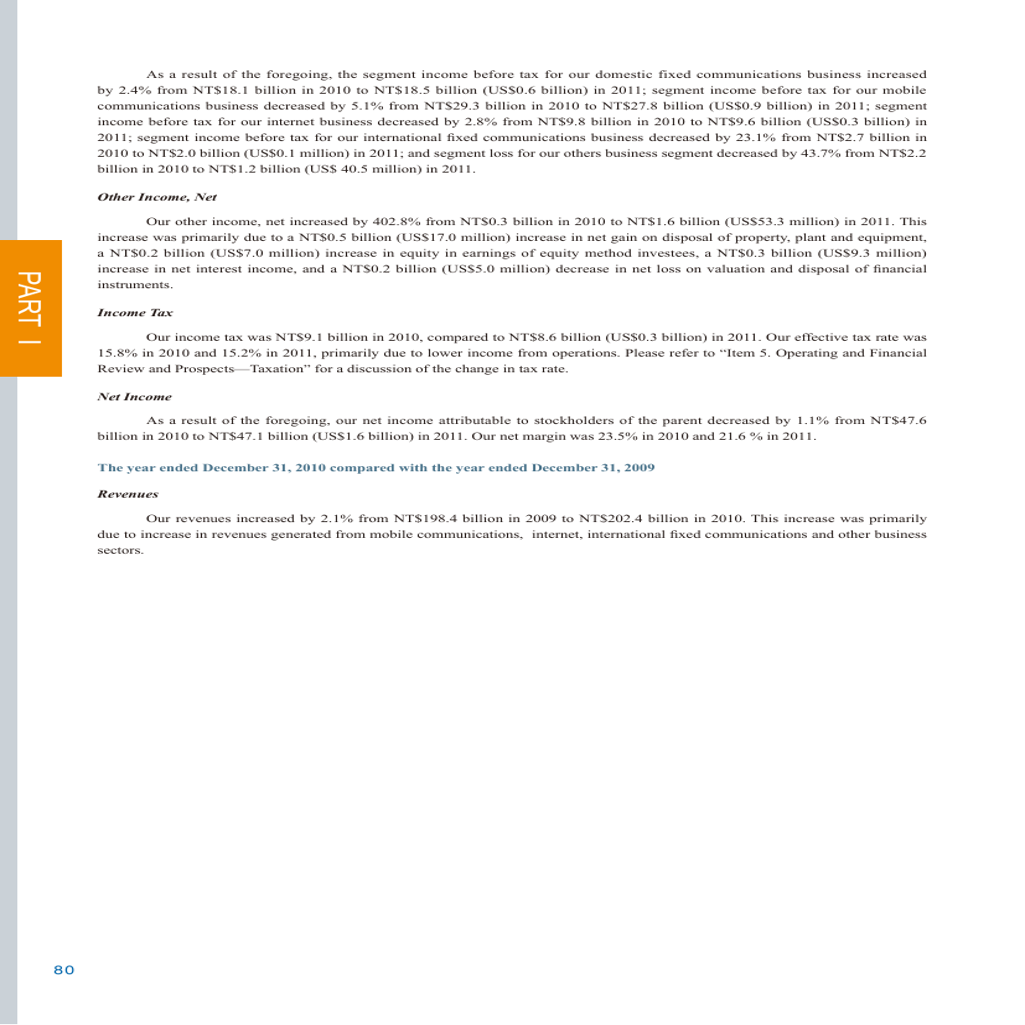 As a result of the foregoing, the segment income before tax for our domestic fixed communications business increased
by 2.4% from NT$18.1 billion in 2010 to NT$18.5 billion (US$0.6 billion) in 2011; segment income before tax for our mobile
communications business decreased by 5.1% from NT$29.3 billion in 2010 to NT$27.8 billion (US$0.9 billion) in 2011; segment
income before tax for our internet business decreased by 2.8% from NT$9.8 billion in 2010 to NT$9.6 billion (US$0.3 billion) in
2011; segment income before tax for our international fixed communications business decreased by 23.1% from NT$2.7 billion in
2010 to NT$2.0 billion (US$0.1 million) in 2011; and segment loss for our others business segment decreased by 43.7% from NT$2.2
billion in 2010 to NT$1.2 billion (US$ 40.5 million) in 2011.
Other Income, Net
Our other income, net increased by 402.8% from NT$0.3 billion in 2010 to NT$1.6 billion (US$53.3 million) in 2011. This
increase was primarily due to a NT$0.5 billion (US$17.0 million) increase in net gain on disposal of property, plant and equipment,
a NT$0.2 billion (US$7.0 million) increase in equity in earnings of equity method investees, a NT$0.3 billion (US$9.3 million)
increase in net interest income, and a NT$0.2 billion (US$5.0 million) decrease in net loss on valuation and disposal of financial
instruments.
PART I
Income Tax
Our income tax was NT$9.1 billion in 2010, compared to NT$8.6 billion (US$0.3 billion) in 2011. Our effective tax rate was
15.8% in 2010 and 15.2% in 2011, primarily due to lower income from operations. Please refer to “Item 5. Operating and Financial
Review and Prospects—Taxation” for a discussion of the change in tax rate.
Net Income
As a result of the foregoing, our net income attributable to stockholders of the parent decreased by 1.1% from NT$47.6
billion in 2010 to NT$47.1 billion (US$1.6 billion) in 2011. Our net margin was 23.5% in 2010 and 21.6 % in 2011.
The year ended December 31, 2010 compared with the year ended December 31, 2009
Revenues
Our revenues increased by 2.1% from NT$198.4 billion in 2009 to NT$202.4 billion in 2010. This increase was primarily
due to increase in revenues generated from mobile communications,  internet, international fixed communications and other business
sectors.
80